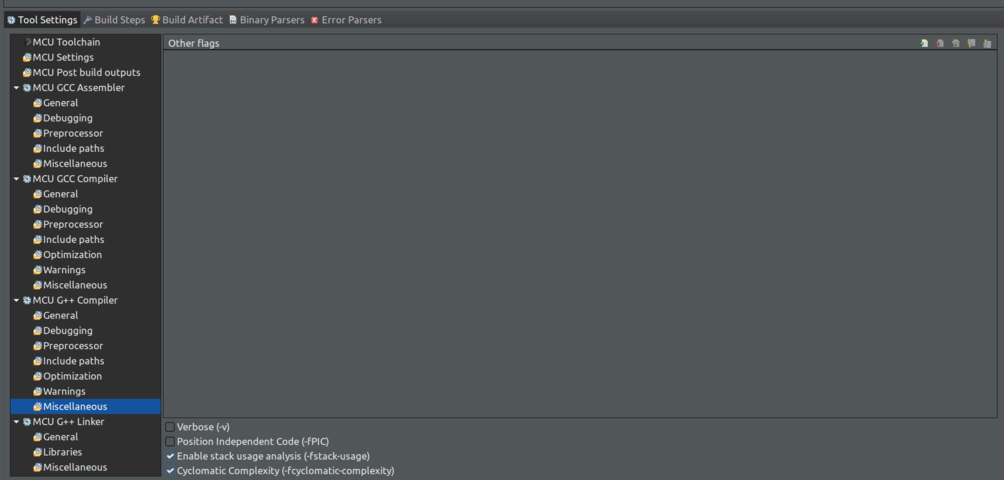 Tool Settings Build Steps Build Artifact Binary Parsers Error Parsers
MCU Toolchain
MCU Settings
MCU Post build outputs
MCU GCC Assembler
General
Debugging
Preprocessor
Include paths
Miscellaneous
MCU GCC Compiler
General
Debugging
Preprocessor
Include paths
Optimization
Warnings
Miscellaneous
MCU G++ Compiler
General
Debugging
Preprocessor
Include paths
Optimization
Warnings
Miscellaneous
MCU G++ Linker
General
Libraries
Miscellaneous
Other flags
Verbose (-v)
Position Independent Code (-fPIC)
Enable stack usage analysis (-fstack-usage)
Cyclomatic Complexity (-fcyclomatic-complexity)